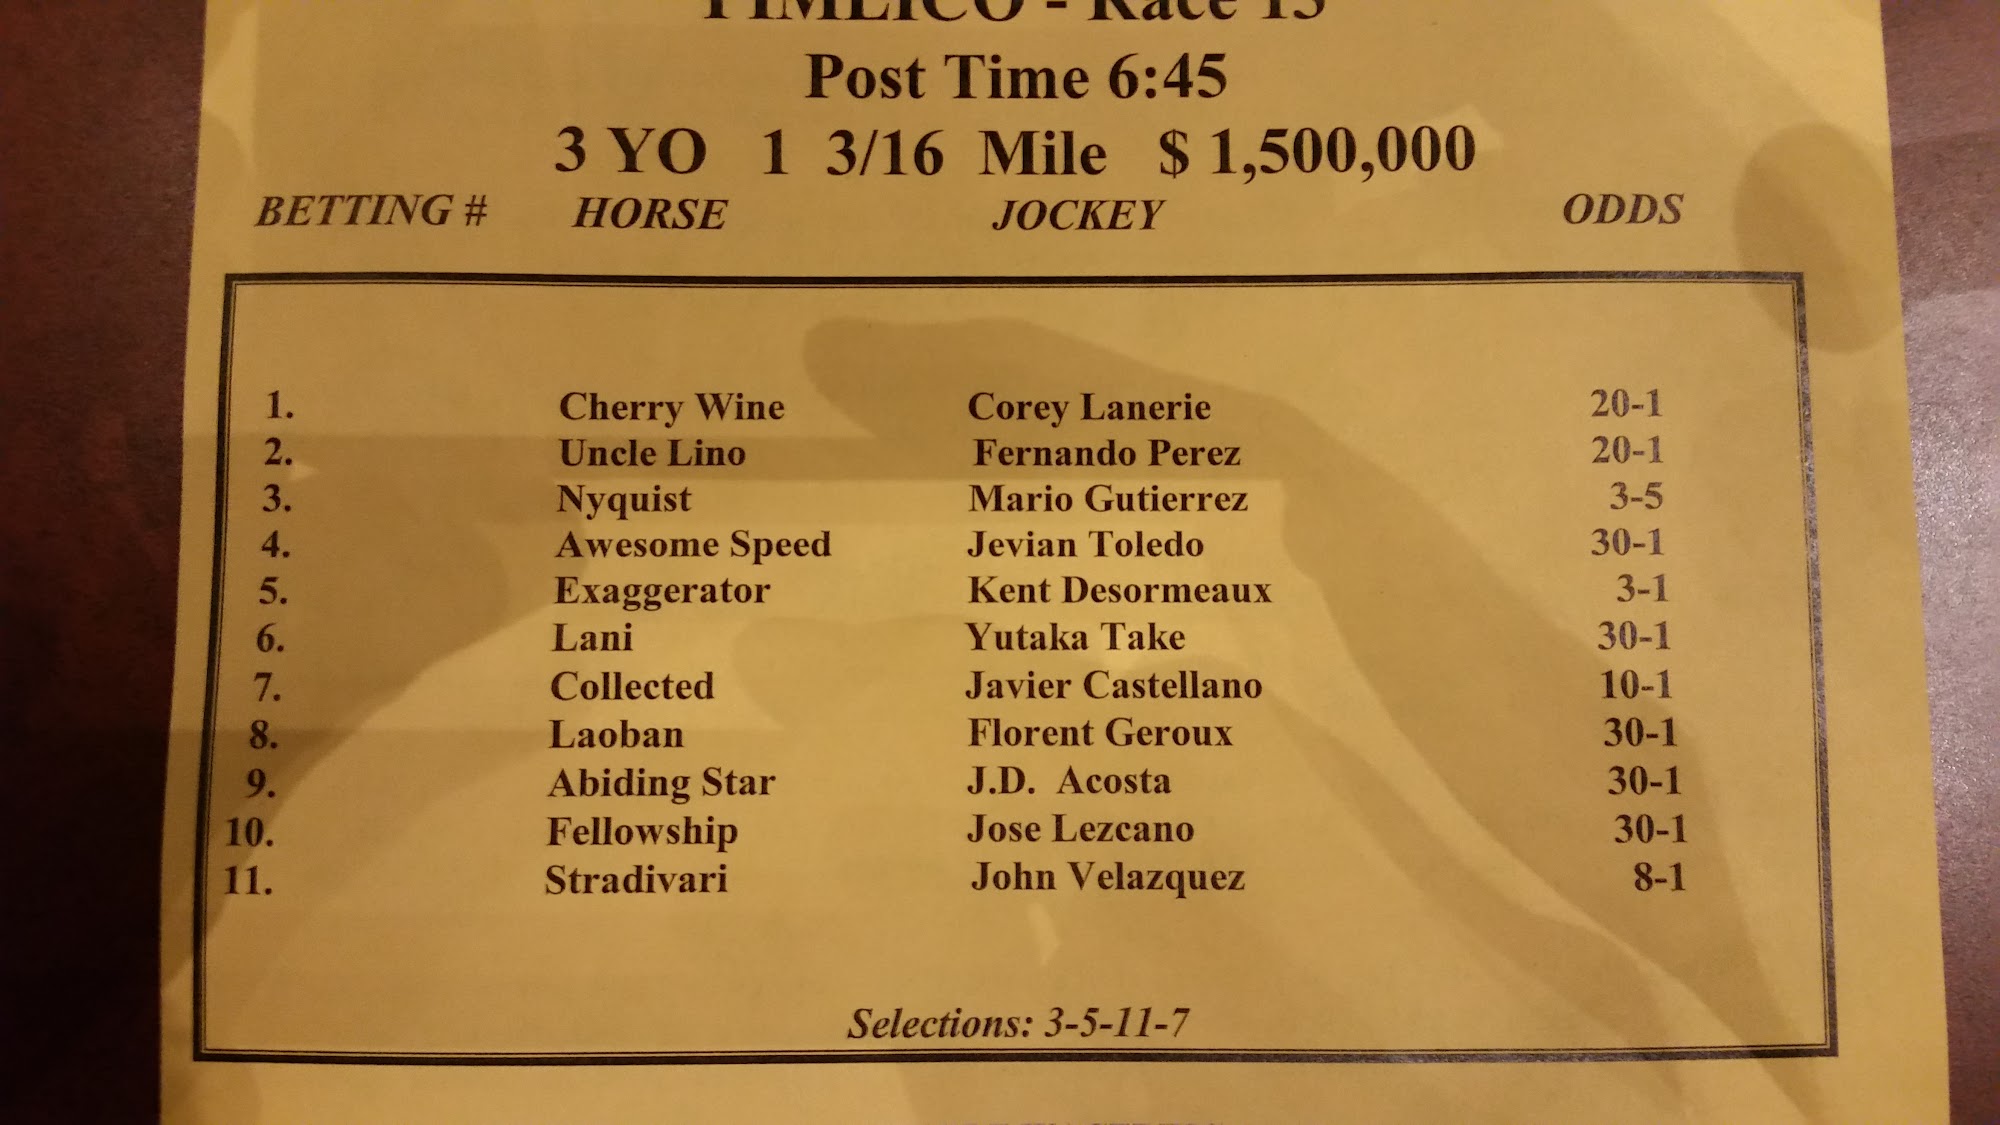 PIMLICO - Race 13
Post Time 6:45
3 YO 1 3/16 Mile $ 1,500,000
BETTING # HORSE JOCKEY ODDS
1. Cherry Wine Corey Lanerie 20-1
2. Uncle Lino Fernando Perez 20-1
3. Nyquist Mario Gutierrez 3-5
4. Awesome Speed Jevian Toledo 30-1
5. Exaggerator Kent Desormeaux 3-1
6. Lani Yutaka Take 30-1
7. Collected Javier Castellano 10-1
8. Laoban Florent Geroux 30-1
9. Abiding Star J.D. Acosta 30-1
10. Fellowship Jose Lezcano 30-1
11. Stradivari John Velazquez 8-1
Selections: 3-5-11-7